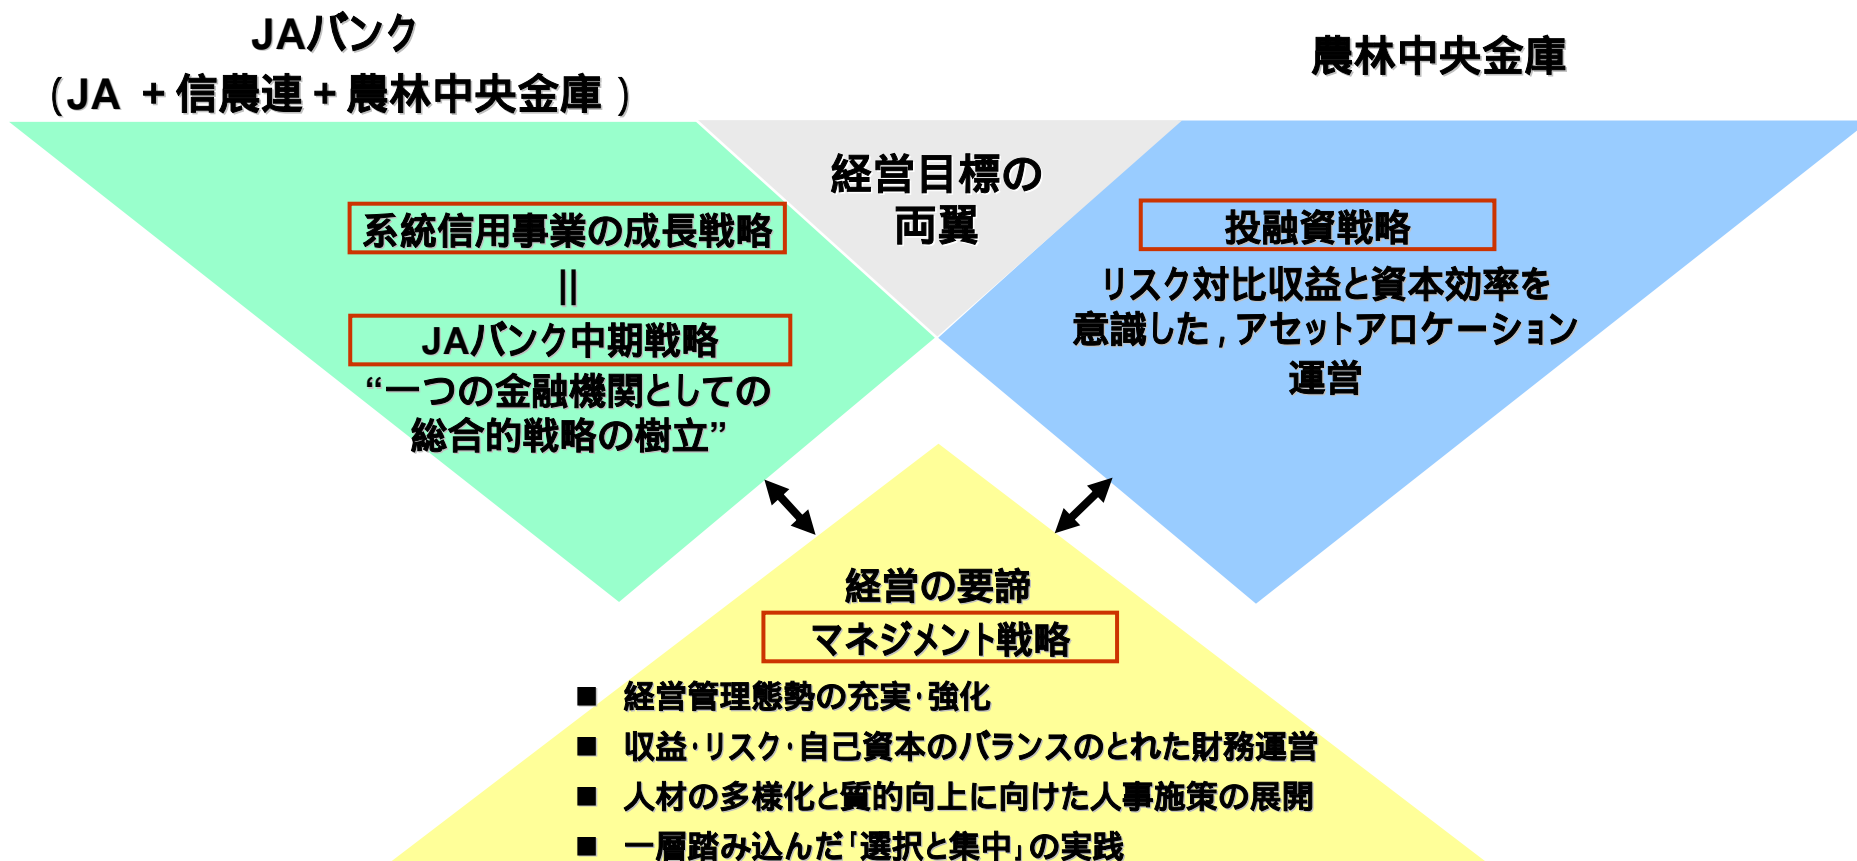 JAバンク
(JA + 信農連 + 農林中央金庫 )
農林中央金庫
経営目標の
両翼
系統信用事業の成長戦略
||
JAバンク中期戦略
“一つの金融機関としての
総合的戦略の樹立”
投融資戦略
リスク対比収益と資本効率を
意識した , アセットアロケーション
運営
経営の要諦
マネジメント戦略
■ 経営管理態勢の充実・強化
■ 収益・リスク・自己資本のバランスのとれた財務運営
■ 人材の多様化と質的向上に向けた人事施策の展開
■ 一層踏み込んだ「選択と集中」の実践